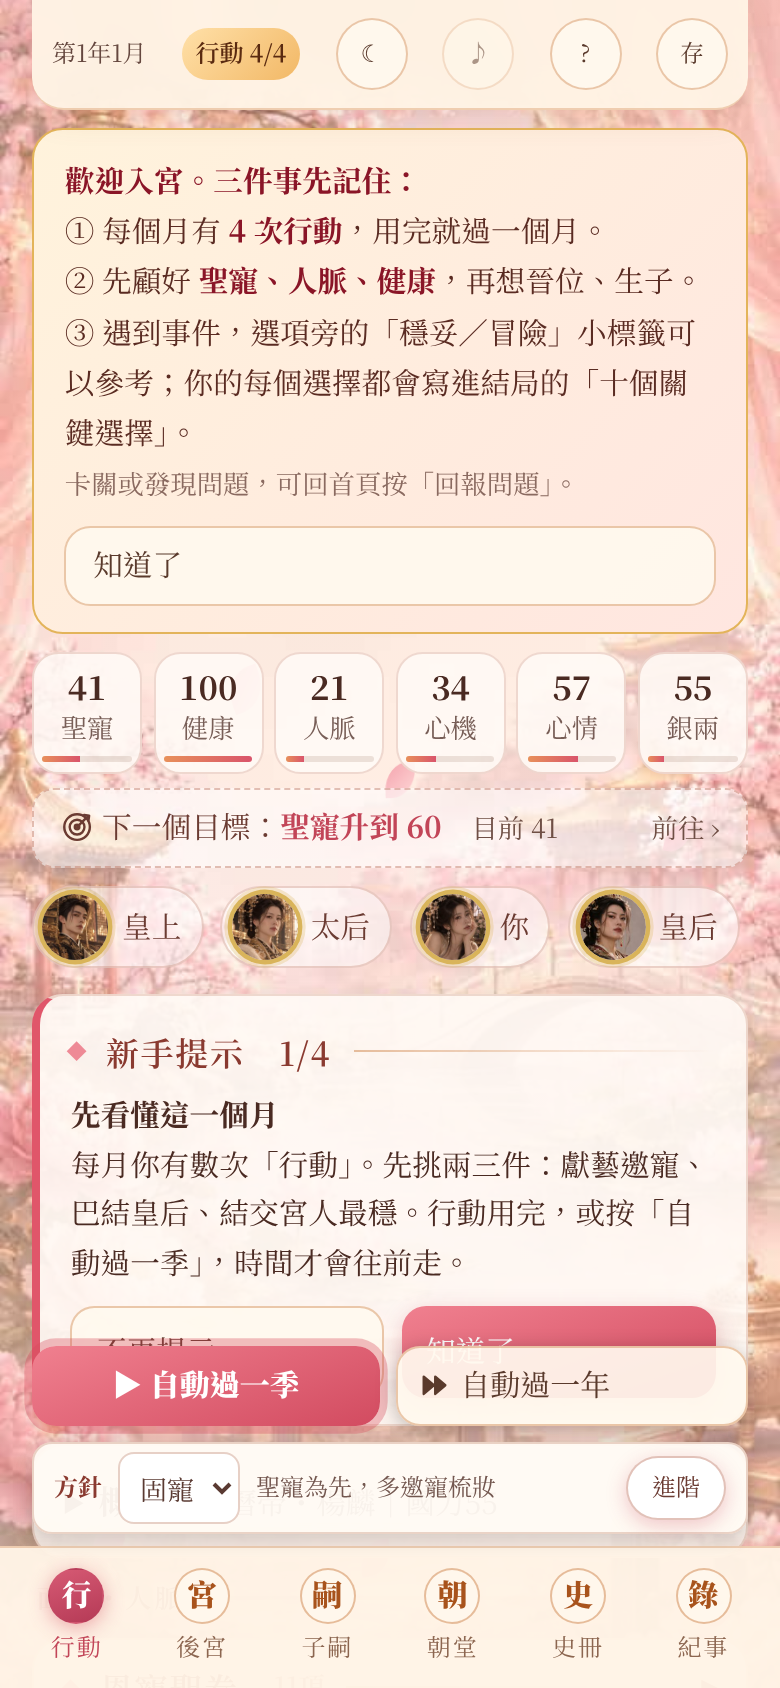 第1年1月 行動 4/4 ☾ ♪ ? 存
歡迎入宮。三件事先記住：
① 每個月有 4 次行動，用完就過一個月。
② 先顧好 聖寵、人脈、健康，再想晉位、生子。
③ 遇到事件，選項旁的「穩妥／冒險」小標籤可
以參考；你的每個選擇都會寫進結局的「十個關
鍵選擇」。
卡關或發現問題，可回首頁按「回報問題」。
知道了
41 100 21 34 57 55
聖寵 健康 人脈 心機 心情 銀兩
下一個目標：聖寵升到 60 目前 41 前往 ›
皇上 太后 你 皇后
新手提示 1/4
先看懂這一個月
每月你有數次「行動」。先挑兩三件：獻藝邀寵、
巴結皇后、結交宮人最穩。行動用完，或按「自
動過一季」，時間才會往前走。
不再提示 知道了
▶ 自動過一季 自動過一年
方針 固寵 聖寵為先，多邀寵梳妝 進階
行 宮 嗣 朝 史 錄
行動 後宮 子嗣 朝堂 史冊 紀事